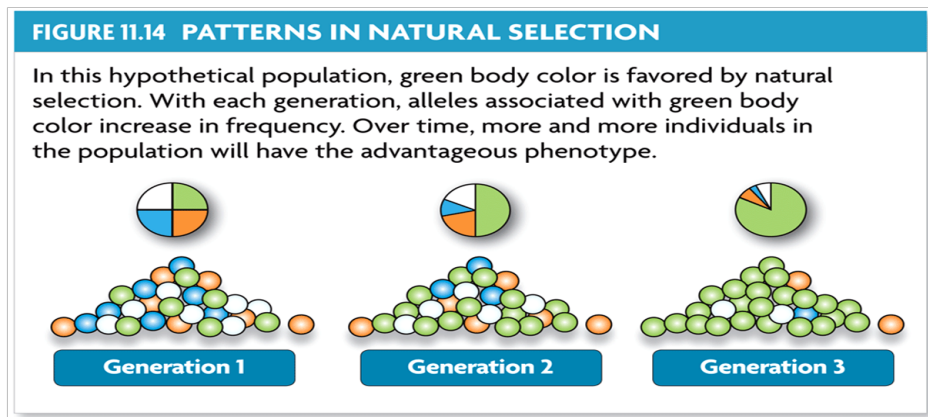 FIGURE 11.14 PATTERNS IN NATURAL SELECTION
In this hypothetical population, green body color is favored by natural
selection. With each generation, alleles associated with green body
color increase in frequency. Over time, more and more individuals in
the population will have the advantageous phenotype.
Generation 1
Generation 2
Generation 3